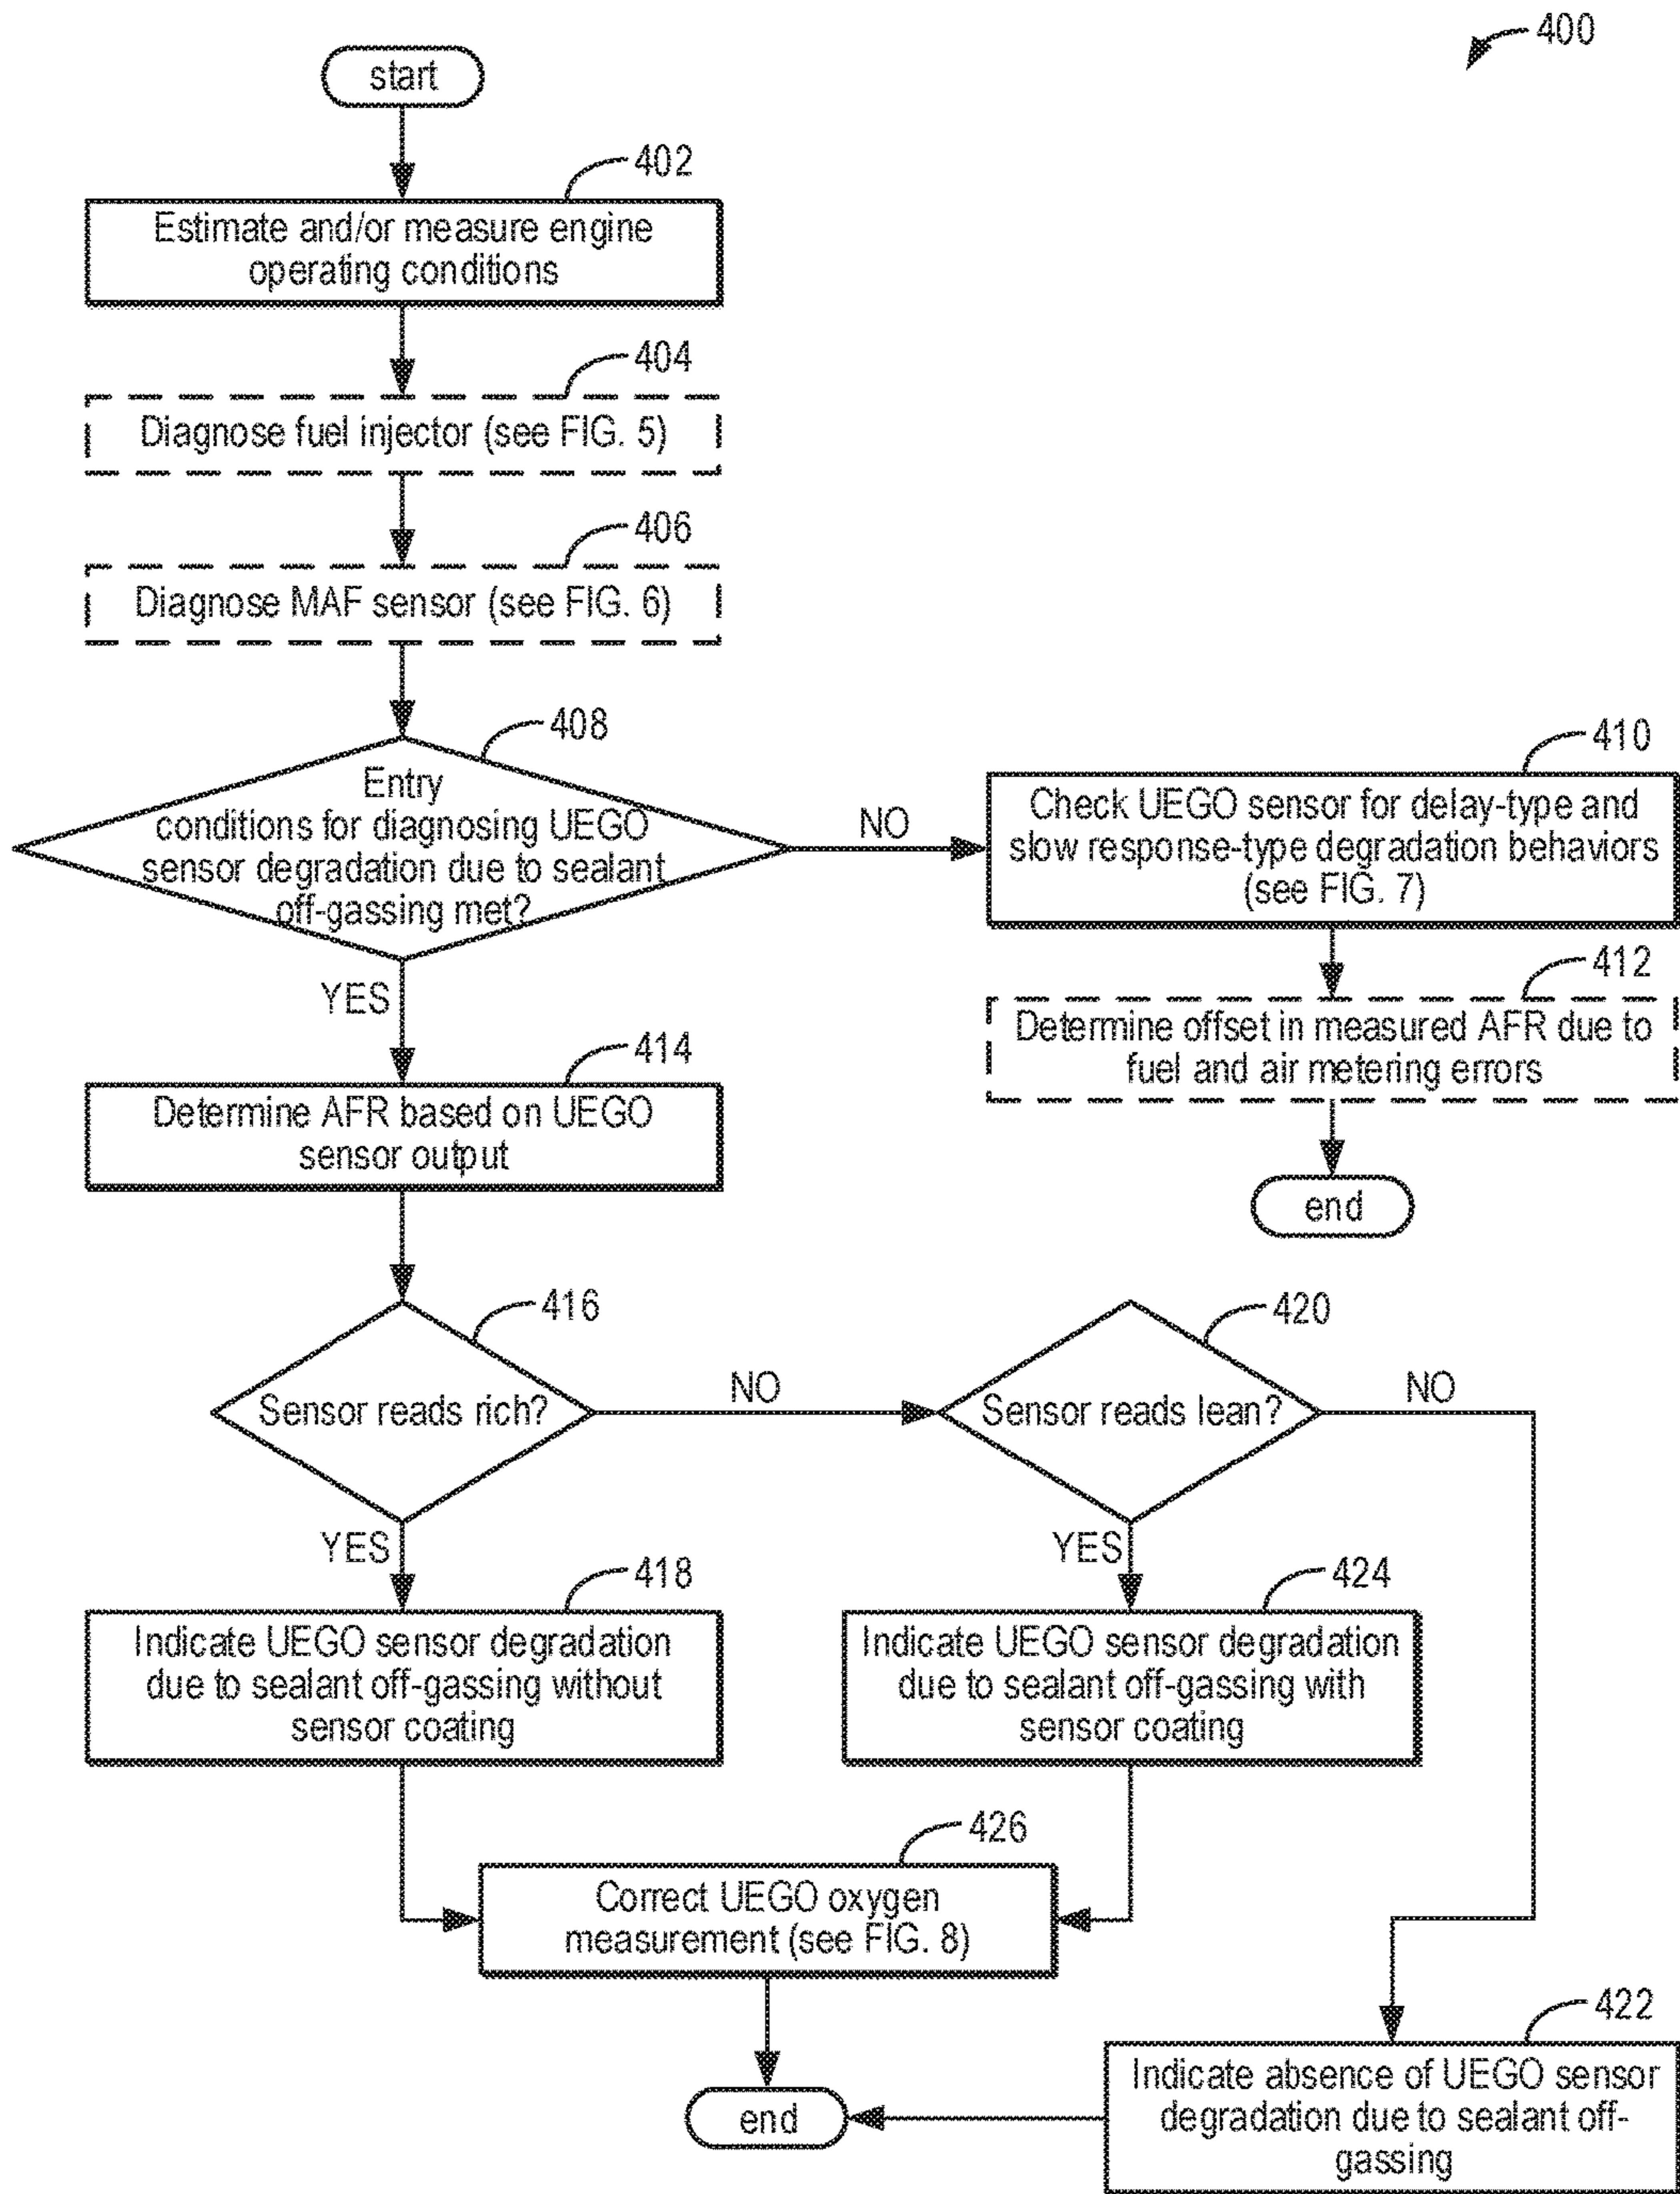 400
start
402
Estimate and/or measure engine
operating conditions
404
Diagnose fuel injector (see FIG. 5)
406
Diagnose MAF sensor (see FIG. 6)
408
Entry
conditions for diagnosing UEGO
sensor degradation due to sealant
off-gassing met?
NO
YES
410
Check UEGO sensor for delay-type and
slow response-type degradation behaviors
(see FIG. 7)
412
Determine offset in measured AFR due to
fuel and air metering errors
end
414
Determine AFR based on UEGO
sensor output
416
Sensor reads rich?
NO
YES
420
Sensor reads lean?
NO
YES
418
Indicate UEGO sensor degradation
due to sealant off-gassing without
sensor coating
424
Indicate UEGO sensor degradation
due to sealant off-gassing with
sensor coating
426
Correct UEGO oxygen
measurement (see FIG. 8)
422
Indicate absence of UEGO sensor
degradation due to sealant off-
gassing
end